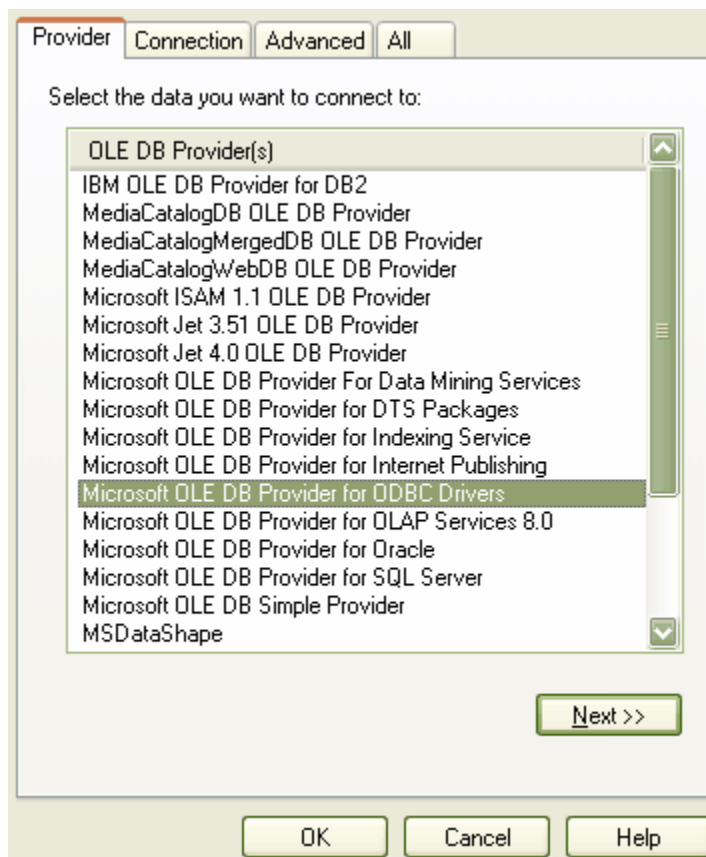 Provider Connection Advanced All
Select the data you want to connect to:
OLE DB Provider(s)
IBM OLE DB Provider for DB2
MediaCatalogDB OLE DB Provider
MediaCatalogMergedDB OLE DB Provider
MediaCatalogWebDB OLE DB Provider
Microsoft ISAM 1.1 OLE DB Provider
Microsoft Jet 3.51 OLE DB Provider
Microsoft Jet 4.0 OLE DB Provider
Microsoft OLE DB Provider For Data Mining Services
Microsoft OLE DB Provider for DTS Packages
Microsoft OLE DB Provider for Indexing Service
Microsoft OLE DB Provider for Internet Publishing
Microsoft OLE DB Provider for ODBC Drivers
Microsoft OLE DB Provider for OLAP Services 8.0
Microsoft OLE DB Provider for Oracle
Microsoft OLE DB Provider for SQL Server
Microsoft OLE DB Simple Provider
MSDataShape
Next >>
OK Cancel Help